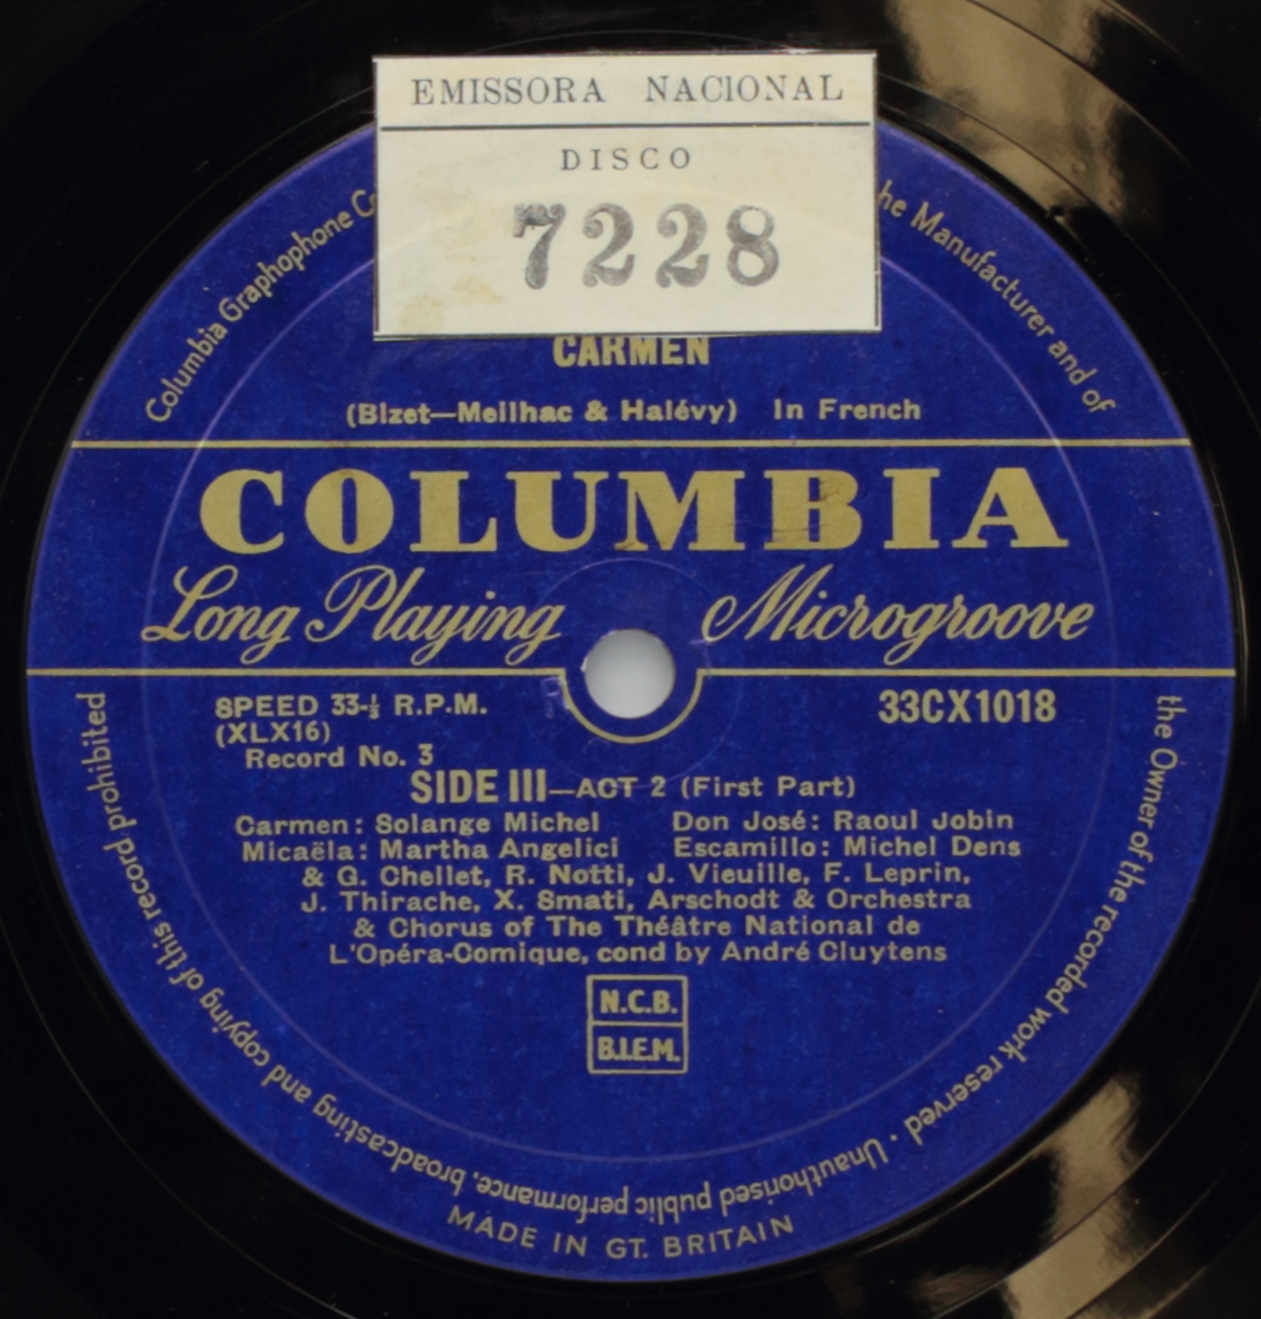 EMISSORA NACIONAL
DISCO
7228
Columbia Graphophone
Manufacturer and of
the Owner of the recorded work reserved · Unauthorised public performance, broadcasting and copying of this record prohibited
CARMEN
(Bizet—Meilhac & Halévy) In French
COLUMBIA
Long Playing Microgroove
SPEED 33-⅓ R.P.M. 33CX1018
(XLX16)
Record No. 3
SIDE III—ACT 2 (First Part)
Carmen: Solange Michel Don José: Raoul Jobin
Micaëla: Martha Angelici Escamillo: Michel Dens
& G. Chellet, R. Notti, J. Vieuille, F. Leprin,
J. Thirache, X. Smati, Arschodt & Orchestra
& Chorus of The Théâtre National de
L'Opéra-Comique, cond by André Cluytens
N.C.B.
B.I.E.M.
MADE IN GT. BRITAIN